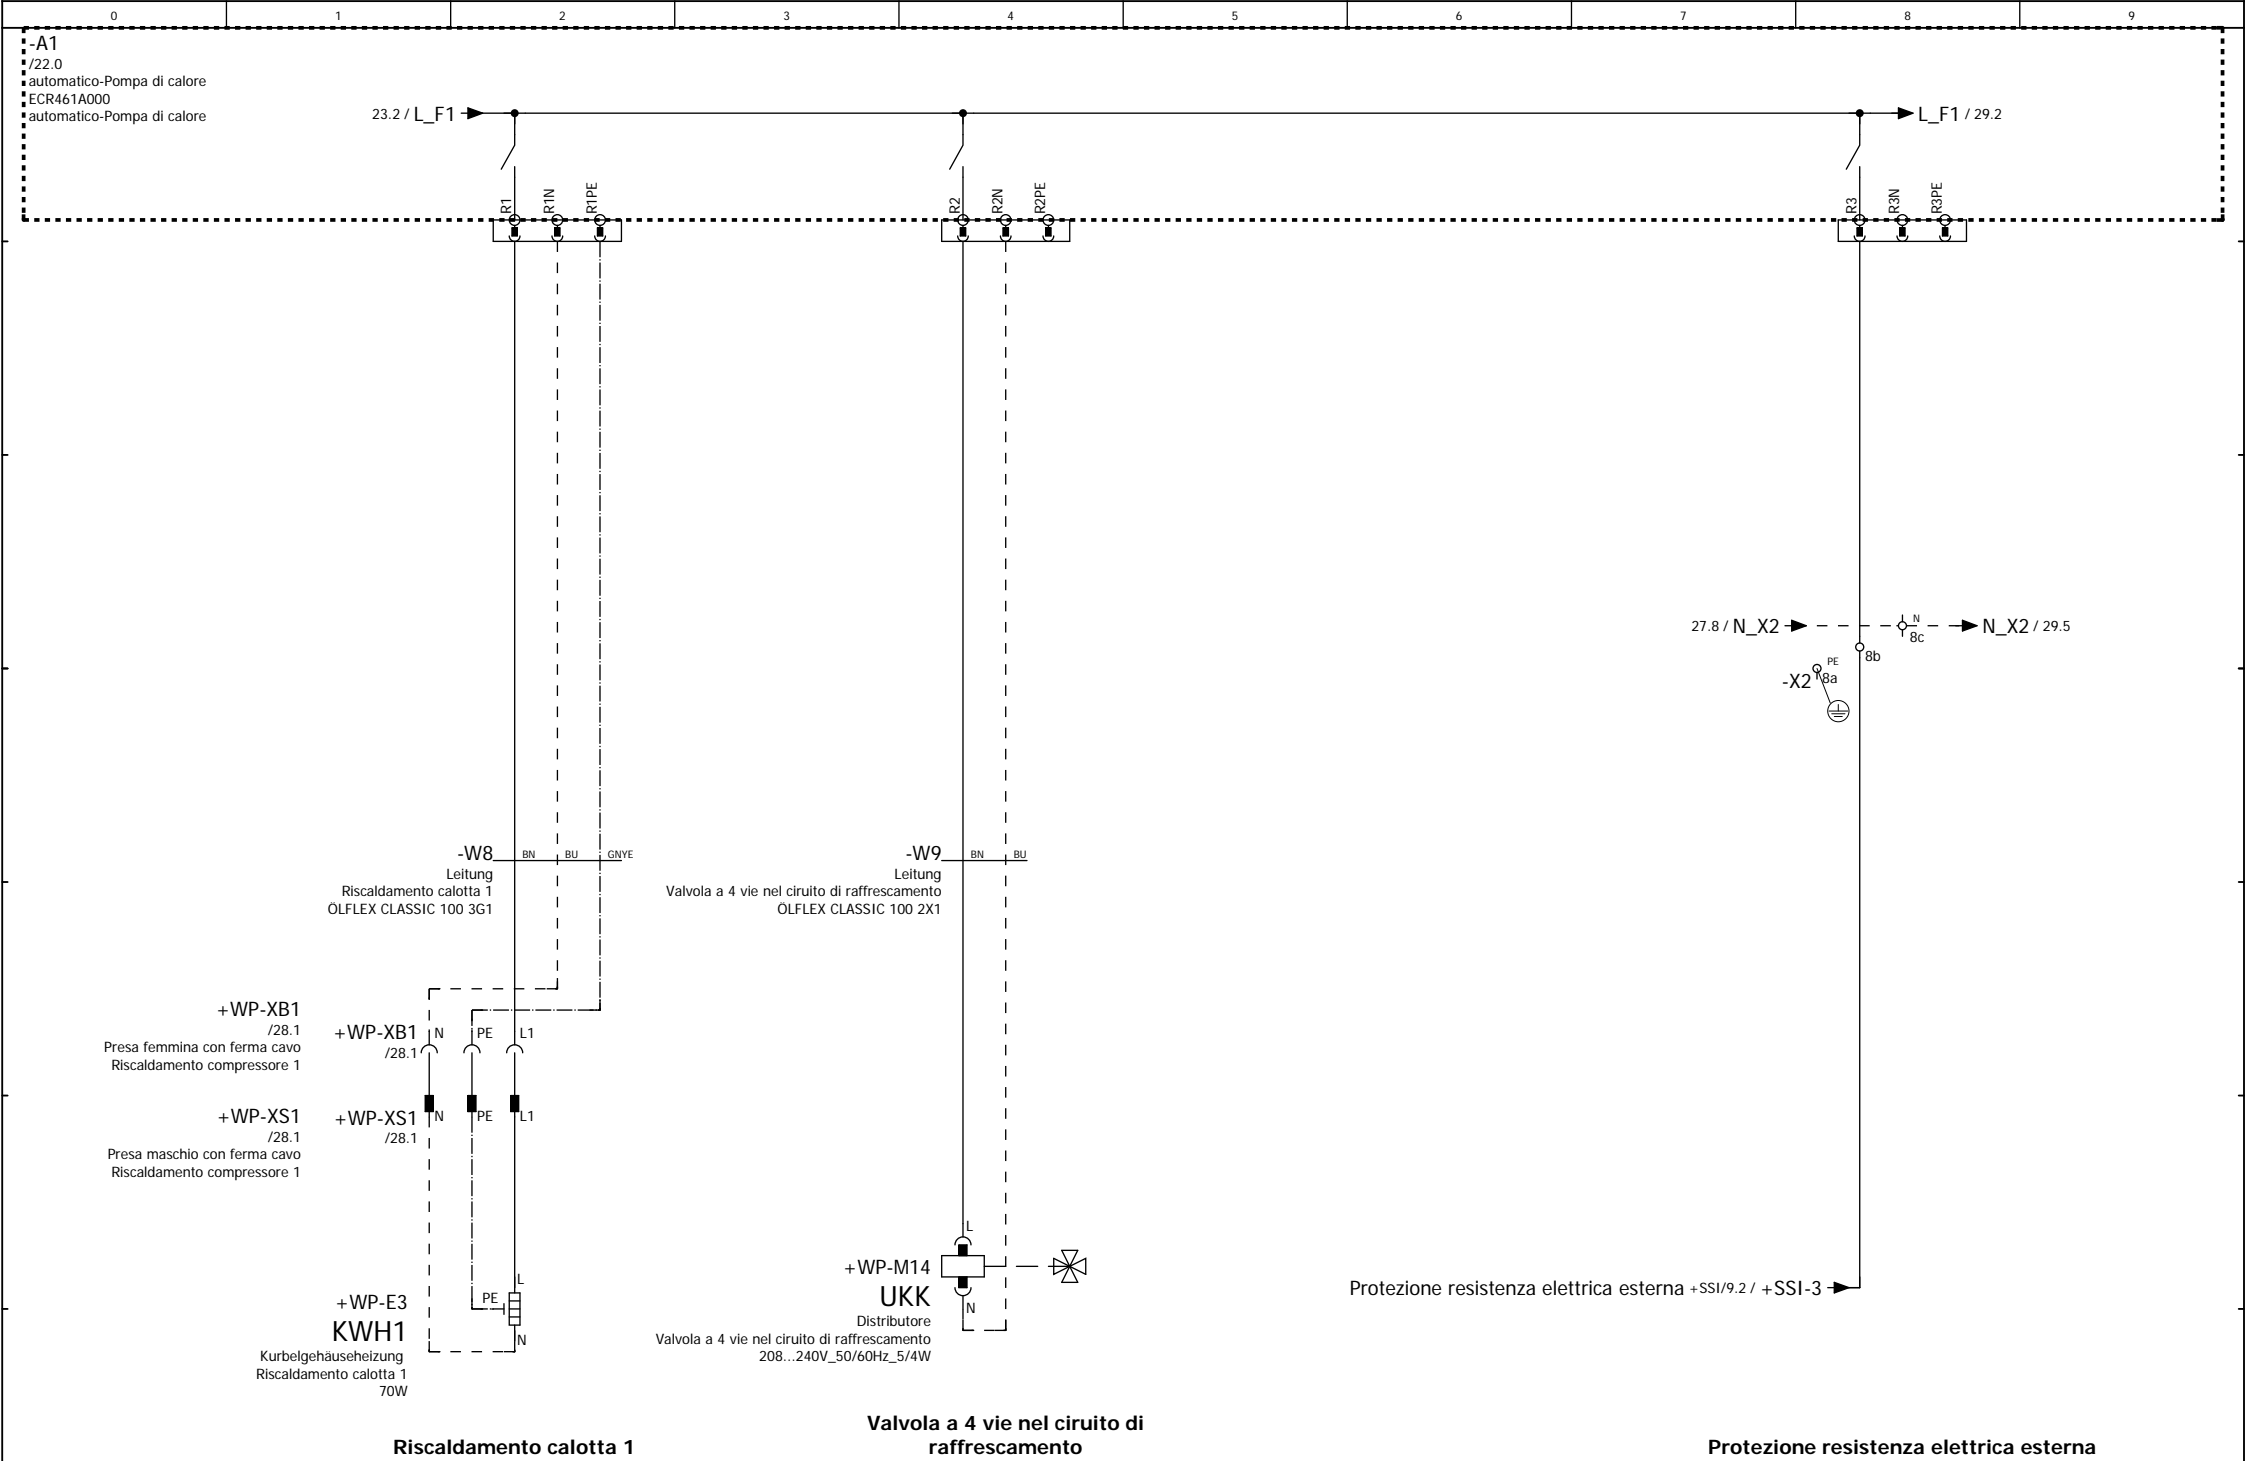 0 1 2 3 4 5 6 7 8 9
-A1
/22.0
automatico-Pompa di calore
ECR461A000
automatico-Pompa di calore
23.2 / L_F1
L_F1 / 29.2
R1 R1N R1PE
R2 R2N R2PE
R3 R3N R3PE
27.8 / N_X2
N
8c
N_X2 / 29.5
8b
PE
-X2 8a
-W8 BN BU GNYE
Leitung
Riscaldamento calotta 1
ÖLFLEX CLASSIC 100 3G1
-W9 BN BU
Leitung
Valvola a 4 vie nel ciruito di raffrescamento
ÖLFLEX CLASSIC 100 2X1
+WP-XB1
/28.1
Presa femmina con ferma cavo
Riscaldamento compressore 1
+WP-XB1 N PE L1
/28.1
+WP-XS1
/28.1
Presa maschio con ferma cavo
Riscaldamento compressore 1
+WP-XS1 N PE L1
/28.1
L
PE
N
+WP-E3
KWH1
Kurbelgehäuseheizung
Riscaldamento calotta 1
70W
L
N
+WP-M14
UKK
Distributore
Valvola a 4 vie nel ciruito di raffrescamento
208...240V_50/60Hz_5/4W
Protezione resistenza elettrica esterna +SSI/9.2 / +SSI-3
Riscaldamento calotta 1
Valvola a 4 vie nel ciruito di
raffrescamento
Protezione resistenza elettrica esterna